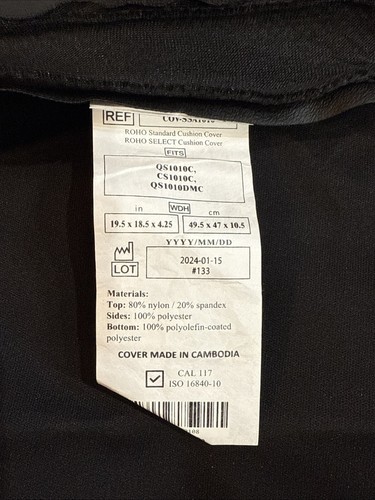 REF COV-SSA1010
ROHO Standard Cushion Cover
ROHO SELECT Cushion Cover
FITS
QS1010C,
CS1010C,
QS1010DMC
in WDH cm
19.5 x 18.5 x 4.25 49.5 x 47 x 10.5
YYYY/MM/DD
2024-01-15
LOT #133
Materials:
Top: 80% nylon / 20% spandex
Sides: 100% polyester
Bottom: 100% polyolefin-coated
polyester
COVER MADE IN CAMBODIA
CAL 117
ISO 16840-10